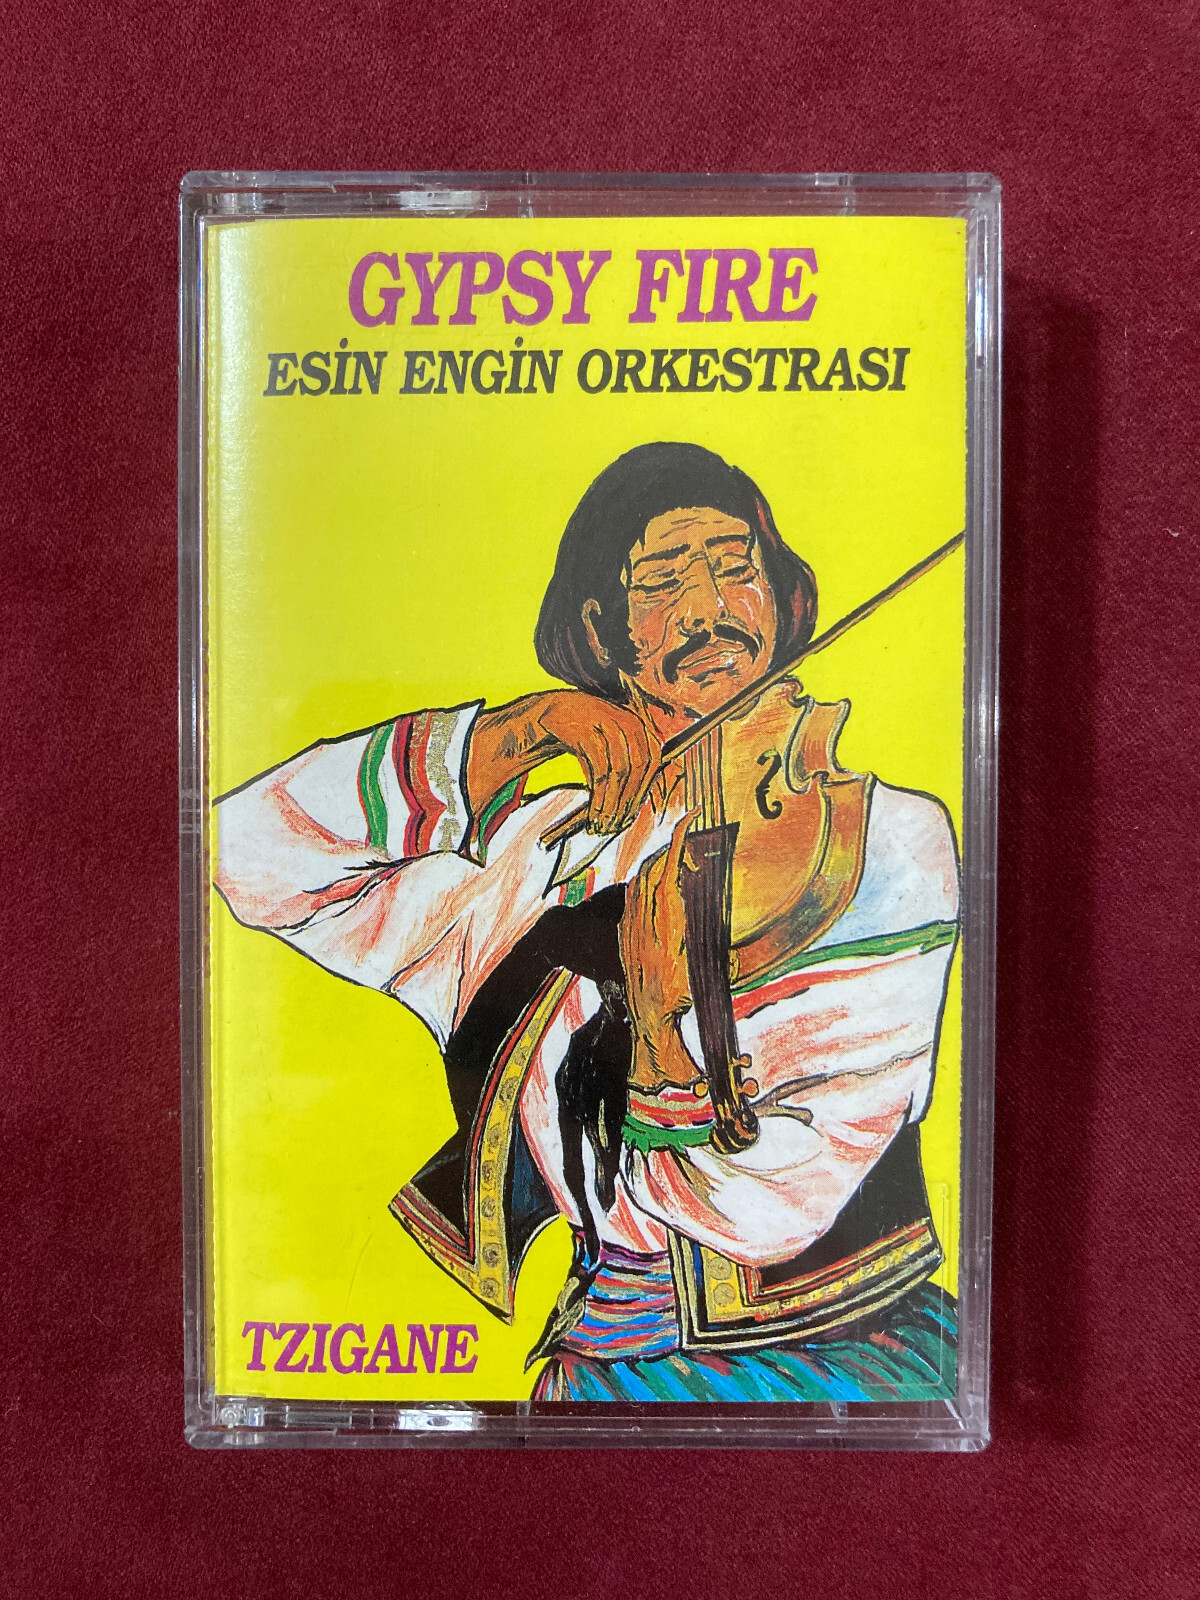 GYPSY FIRE
ESİN ENGİN ORKESTRASI
TZIGANE